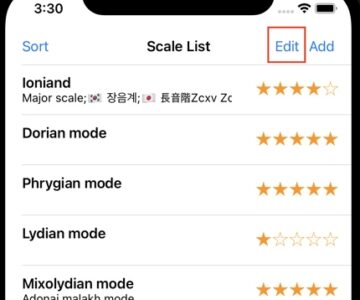 3:30
Sort Scale List Edit Add
Ioniand
Major scale;🇰🇷 장음계;🇯🇵 長音階Zcxv Zc
Dorian mode
Phrygian mode
Lydian mode
Mixolydian mode
Adonai malakh mode